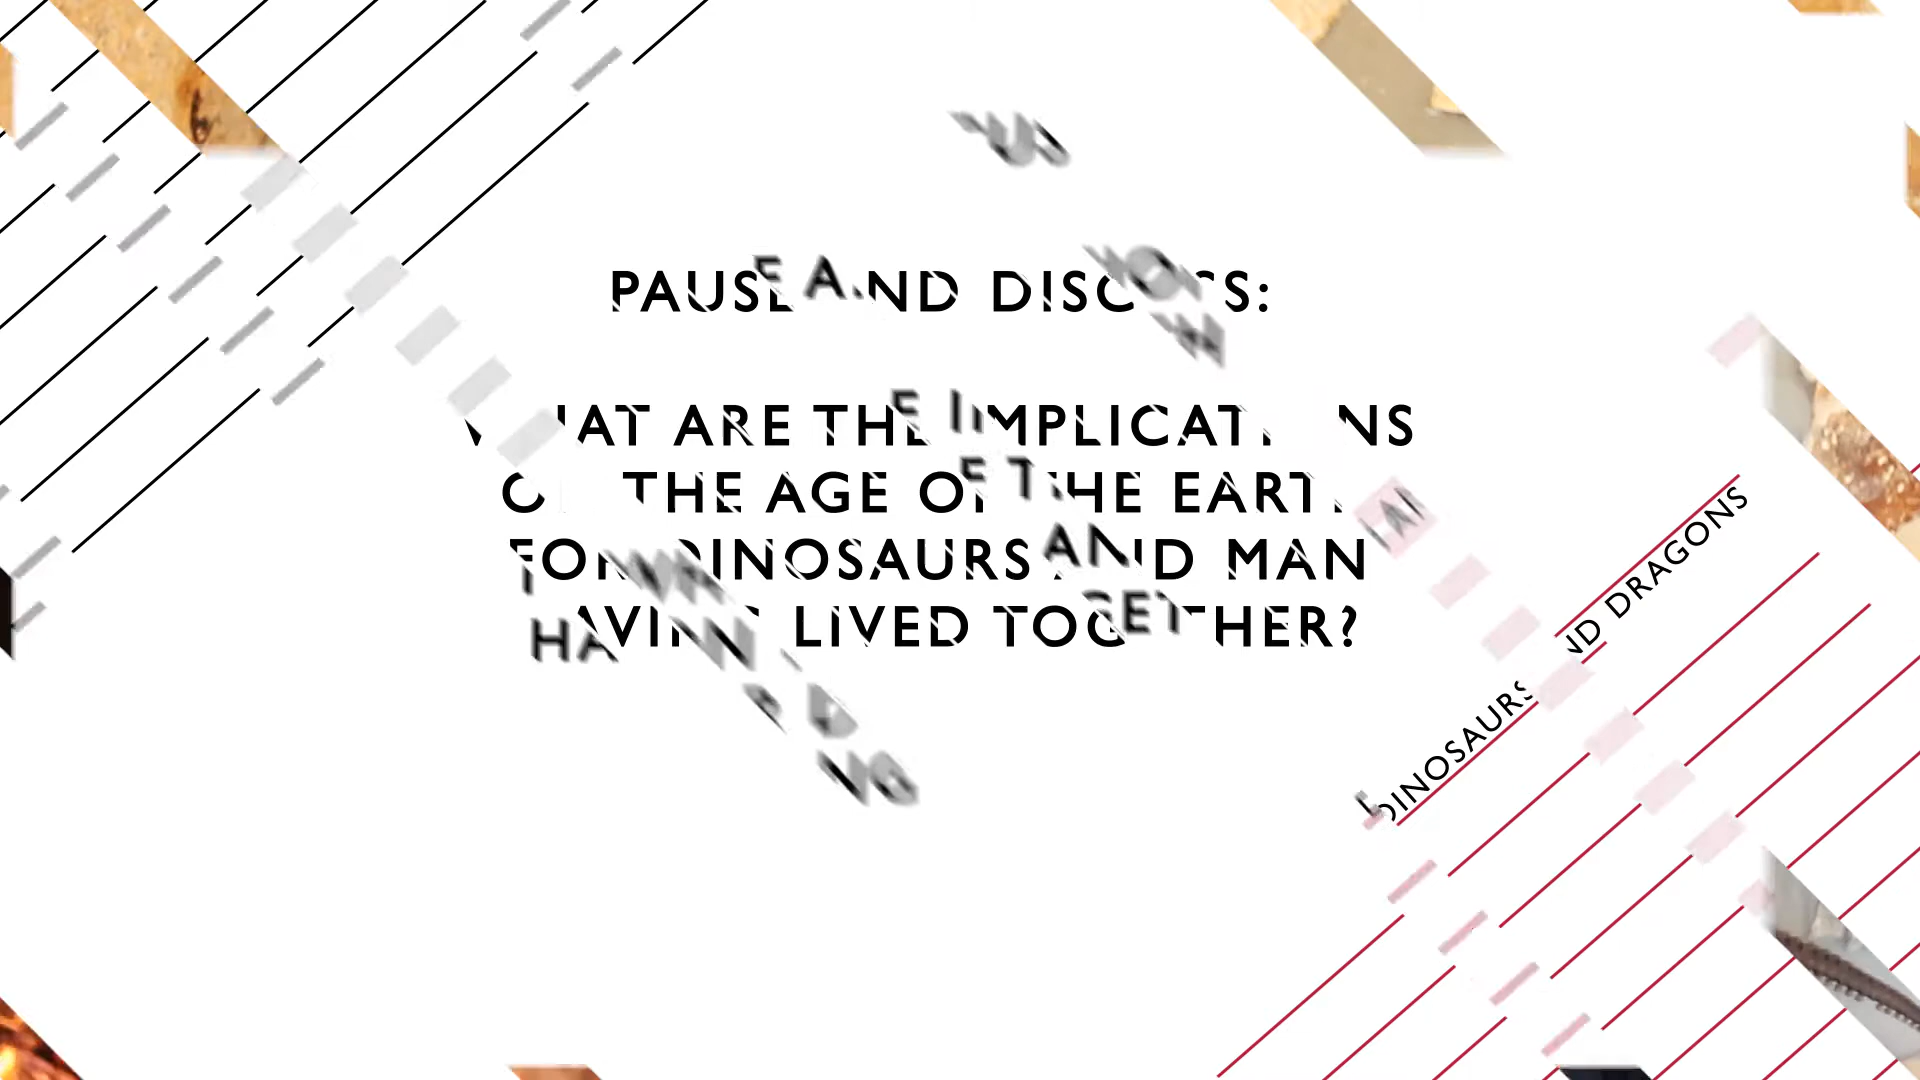 PAUSE AND DISCUSS:
WHAT ARE THE IMPLICATIONS
OF THE AGE OF THE EARTH
FOR DINOSAURS AND MAN
HAVING LIVED TOGETHER?
DINOSAURS AND DRAGONS